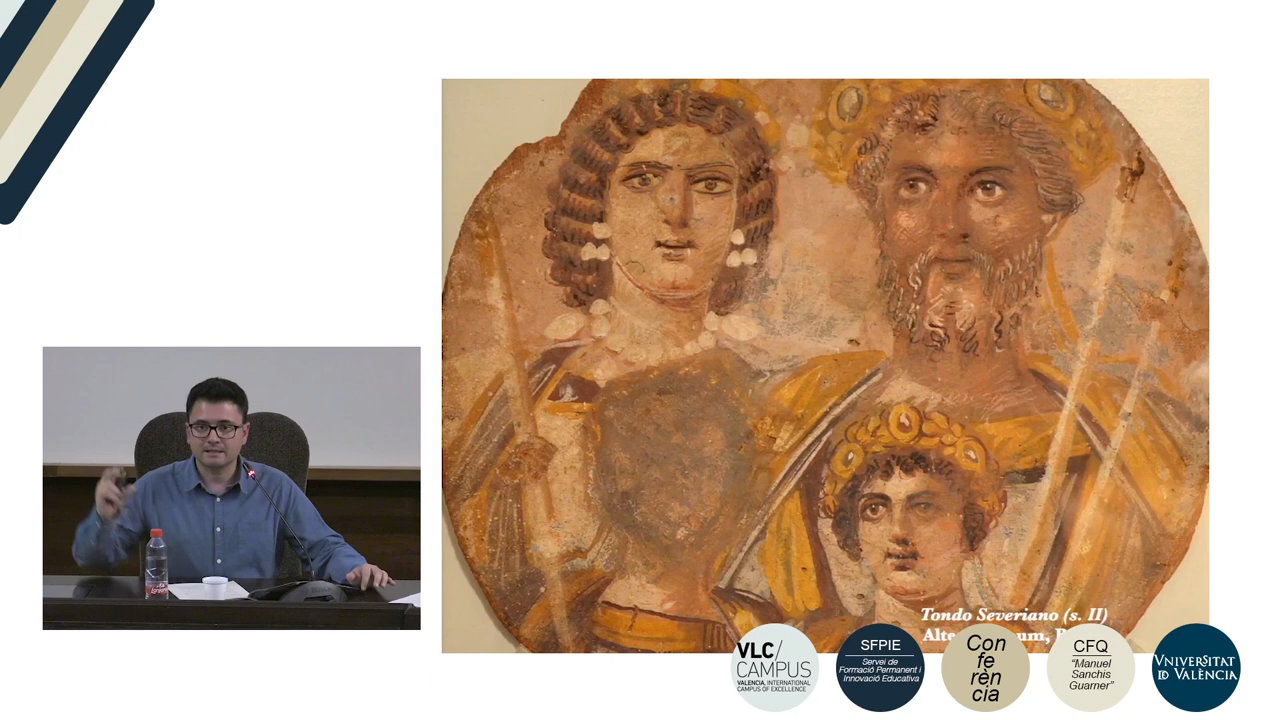 Tondo Severiano (s. II)
VLC/
CAMPUS
VALENCIA, INTERNATIONAL
CAMPUS OF EXCELLENCE
SFPIE
Servei de
Formació Permanent i
Innovació Educativa
Con
fe
rèn
cia
CFQ
"Manuel
Sanchis
Guarner"
VNIVERSITAT
ID VALÈNCIA